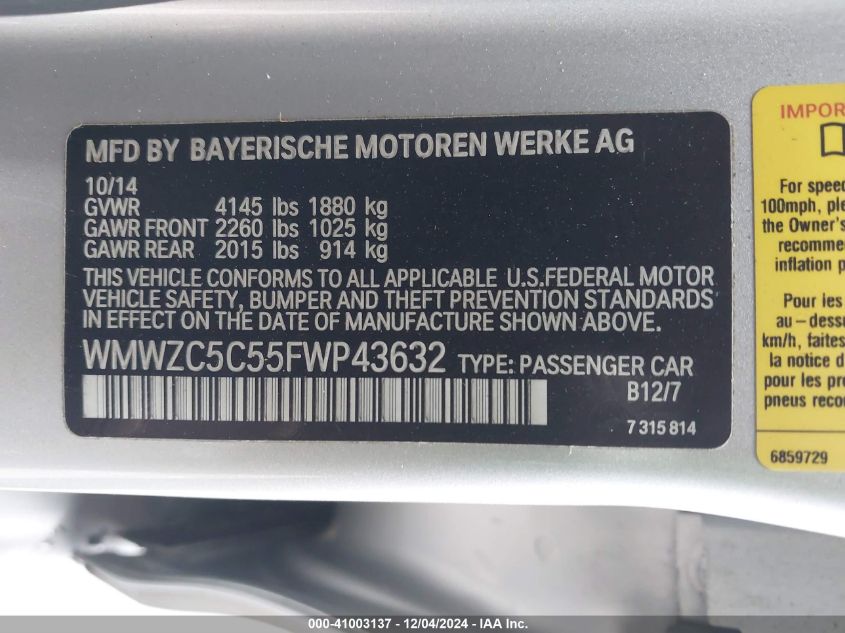 MFD BY BAYERISCHE MOTOREN WERKE AG
10/14
GVWR 4145 lbs 1880 kg
GAWR FRONT 2260 lbs 1025 kg
GAWR REAR 2015 lbs 914 kg
THIS VEHICLE CONFORMS TO ALL APPLICABLE U.S.FEDERAL MOTOR
VEHICLE SAFETY, BUMPER AND THEFT PREVENTION STANDARDS
IN EFFECT ON THE DATE OF MANUFACTURE SHOWN ABOVE.
WMWZC5C55FWP43632 TYPE: PASSENGER CAR
B12/7
7 315 814
IMPOR
For speed
100mph, ple
the Owner's
recomme
inflation p
Pour les
au-dess
km/h, faites
la notice d
pour les pr
pneus reco
6859729
000-41003137 - 12/04/2024 - IAA Inc.